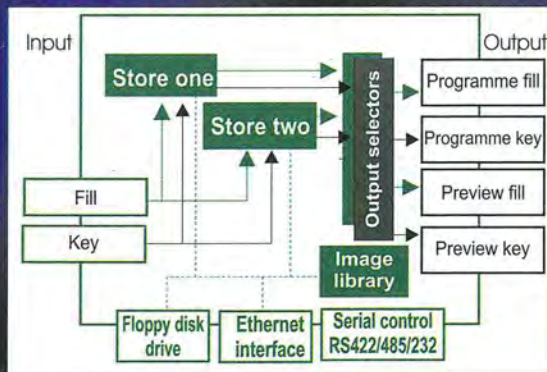 Input
Output
Store one
Store two
Output selectors
Programme fill
Programme key
Preview fill
Preview key
Fill
Key
Image
library
Floppy disk
drive
Ethernet
interface
Serial control
RS422/485/232